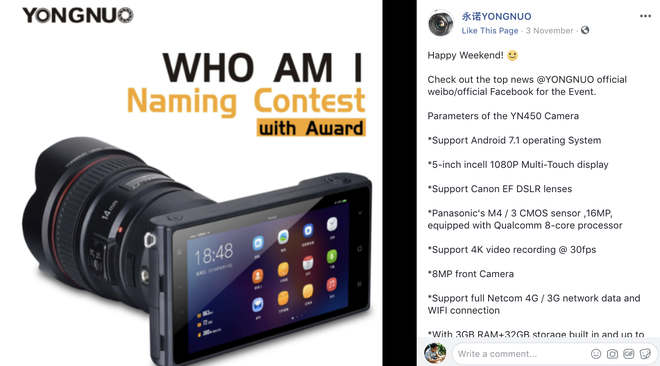 YONGNUO
WHO AM I
Naming Contest
with Award
14mm
18:48
永诺YONGNUO
Like This Page · 3 November ·
Happy Weekend!
Check out the top news @YONGNUO official
weibo/official Facebook for the Event.
Parameters of the YN450 Camera
*Support Android 7.1 operating System
*5-inch incell 1080P Multi-Touch display
*Support Canon EF DSLR lenses
*Panasonic's M4 / 3 CMOS sensor ,16MP,
equipped with Qualcomm 8-core processor
*Support 4K video recording @ 30fps
*8MP front Camera
*Support full Netcom 4G / 3G network data and
WIFI connection
*With 3GB RAM+32GB storage built in and up to
Write a comment...
GIF